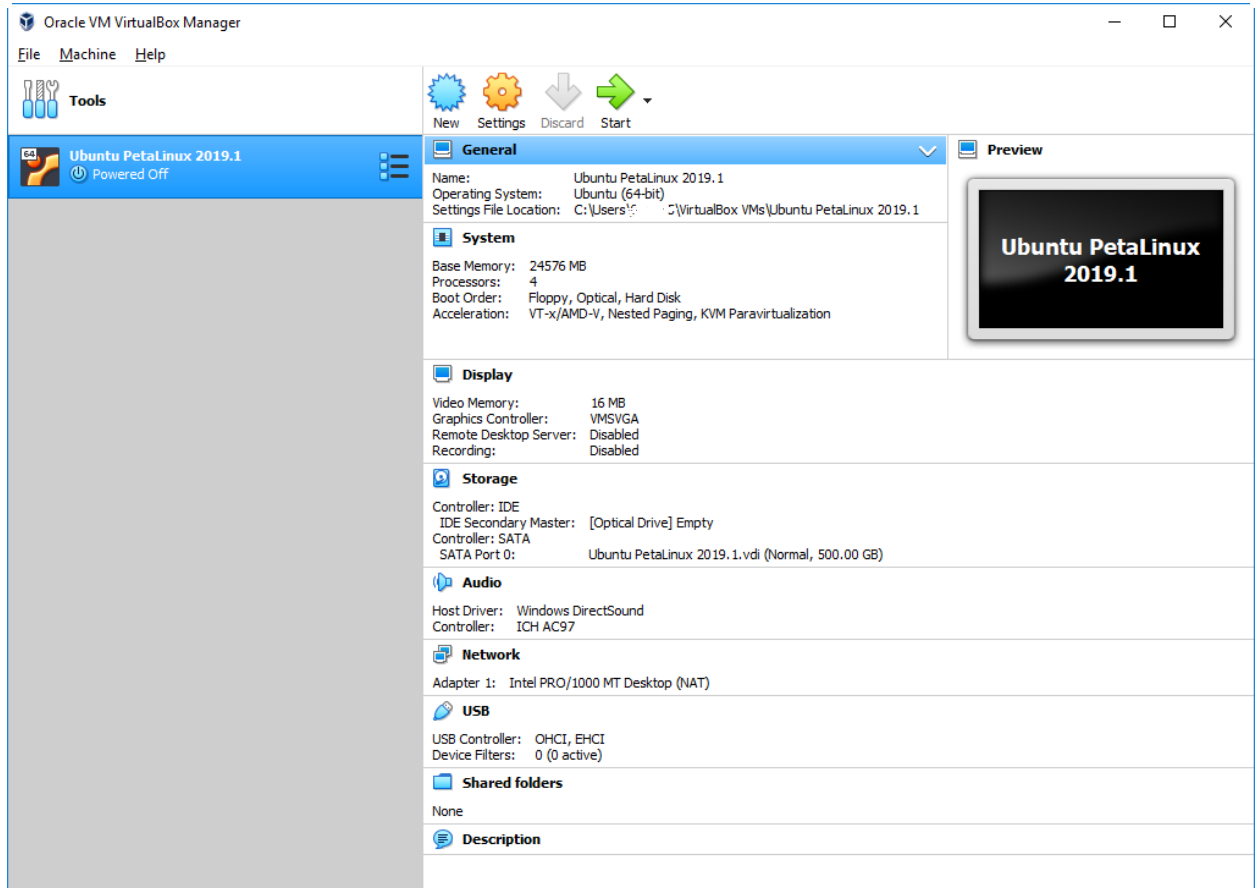 Oracle VM VirtualBox Manager
File Machine Help
Tools
New Settings Discard Start
64
Ubuntu PetaLinux 2019.1
Powered Off
General
Name: Ubuntu PetaLinux 2019.1
Operating System: Ubuntu (64-bit)
Settings File Location: C:\Users\ \VirtualBox VMs\Ubuntu PetaLinux 2019.1
System
Base Memory: 24576 MB
Processors: 4
Boot Order: Floppy, Optical, Hard Disk
Acceleration: VT-x/AMD-V, Nested Paging, KVM Paravirtualization
Preview
Ubuntu PetaLinux
2019.1
Display
Video Memory: 16 MB
Graphics Controller: VMSVGA
Remote Desktop Server: Disabled
Recording: Disabled
Storage
Controller: IDE
IDE Secondary Master: [Optical Drive] Empty
Controller: SATA
SATA Port 0: Ubuntu PetaLinux 2019.1.vdi (Normal, 500.00 GB)
Audio
Host Driver: Windows DirectSound
Controller: ICH AC97
Network
Adapter 1: Intel PRO/1000 MT Desktop (NAT)
USB
USB Controller: OHCI, EHCI
Device Filters: 0 (0 active)
Shared folders
None
Description